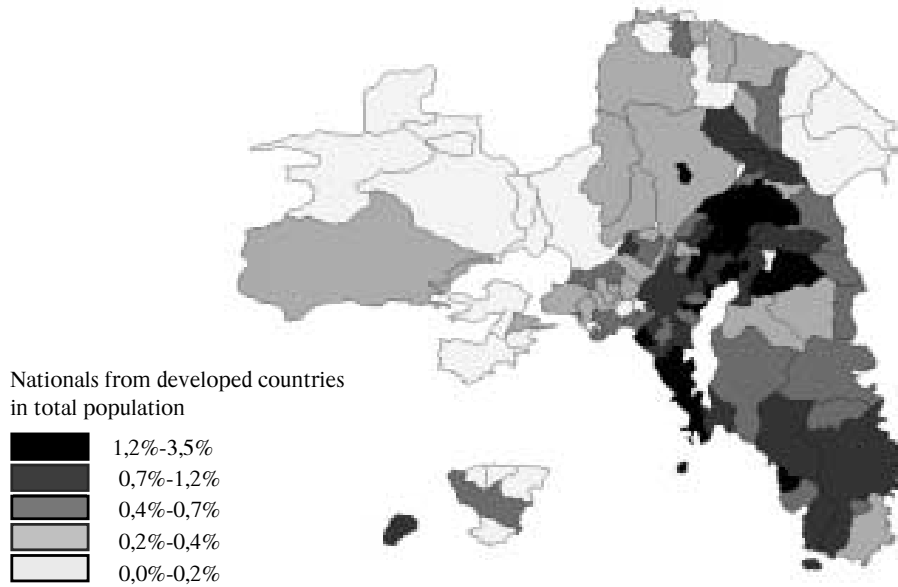 Nationals from developed countries
in total population
1,2%-3,5%
0,7%-1,2%
0,4%-0,7%
0,2%-0,4%
0,0%-0,2%